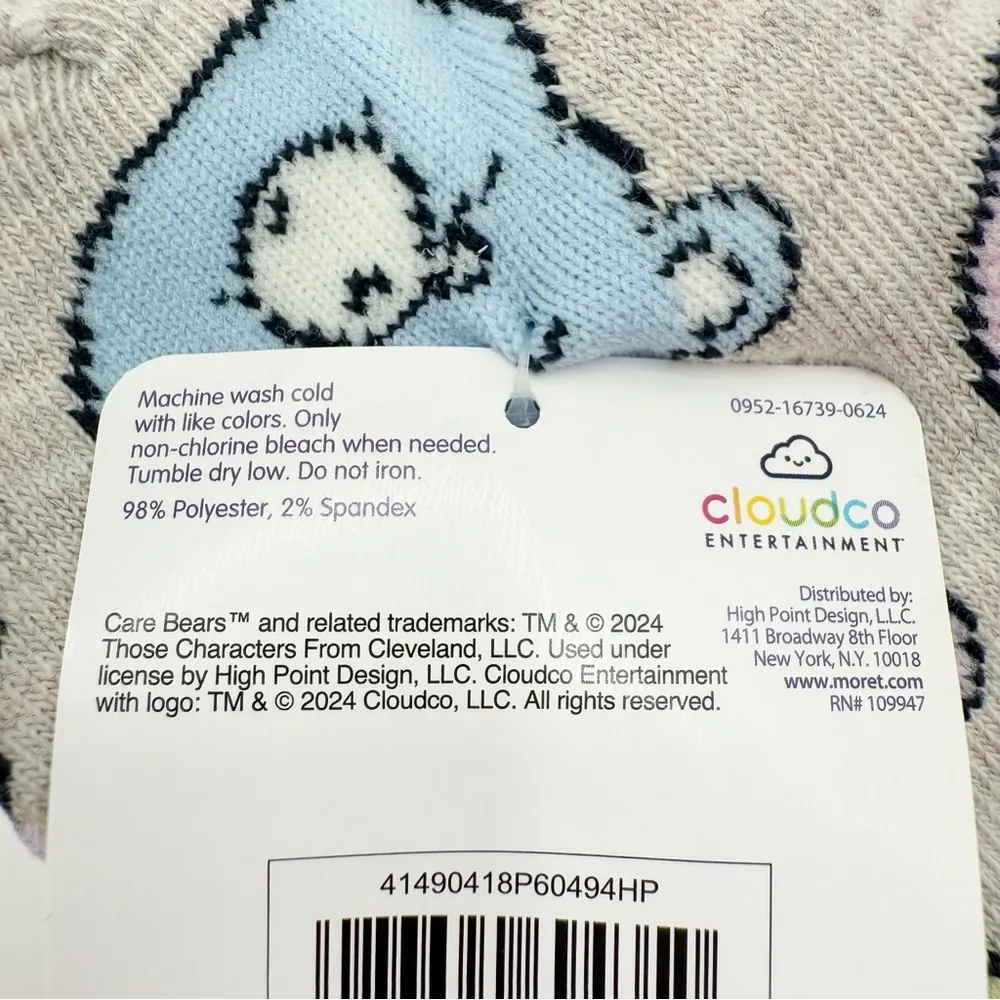 Machine wash cold
with like colors. Only
non-chlorine bleach when needed.
Tumble dry low. Do not iron.
98% Polyester, 2% Spandex
0952-16739-0624
cloudco
ENTERTAINMENT
Care Bears™ and related trademarks: TM & © 2024
Those Characters From Cleveland, LLC. Used under
license by High Point Design, LLC. Cloudco Entertainment
with logo: TM & © 2024 Cloudco, LLC. All rights reserved.
Distributed by:
High Point Design, L.L.C.
1411 Broadway 8th Floor
New York, N.Y. 10018
www.moret.com
RN# 109947
41490418P60494HP